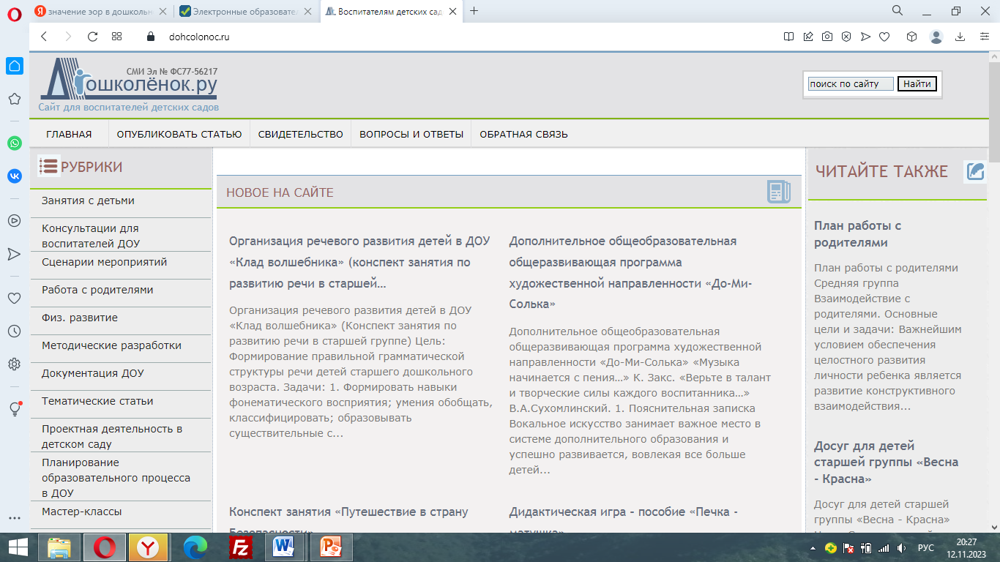 значение эор в дошкольн
Электронные образовате
Воспитателям детских сад
dohcolonoc.ru
СМИ Эл № ФС77-56217
Дошколёнок.ру
Сайт для воспитателей детских садов
поиск по сайту
Найти
ГЛАВНАЯ
ОПУБЛИКОВАТЬ СТАТЬЮ
СВИДЕТЕЛЬСТВО
ВОПРОСЫ И ОТВЕТЫ
ОБРАТНАЯ СВЯЗЬ
РУБРИКИ
Занятия с детьми
Консультации для
воспитателей ДОУ
Сценарии мероприятий
Работа с родителями
Физ. развитие
Методические разработки
Документация ДОУ
Тематические статьи
Проектная деятельность в
детском саду
Планирование
образовательного процесса
в ДОУ
Мастер-классы
НОВОЕ НА САЙТЕ
Организация речевого развития детей в ДОУ
«Клад волшебника» (конспект занятия по
развитию речи в старшей...
Организация речевого развития детей в ДОУ
«Клад волшебника» (Конспект занятия по
развитию речи в старшей группе) Цель:
Формирование правильной грамматической
структуры речи детей старшего дошкольного
возраста. Задачи: 1. Формировать навыки
фонематического восприятия; умения обобщать,
классифицировать; образовывать
существительные с...
Дополнительное общеобразовательная
общеразвивающая программа
художественной направленности «До-Ми-
Солька»
Дополнительное общеобразовательная
общеразвивающая программа художественной
направленности «До-Ми-Солька» «Музыка
начинается с пения…» К. Закс. «Верьте в талант
и творческие силы каждого воспитанника…»
В.А.Сухомлинский. 1. Пояснительная записка
Вокальное искусство занимает важное место в
системе дополнительного образования и
успешно развивается, вовлекая все больше
детей...
Конспект занятия «Путешествие в страну
Безопасности»
Дидактическая игра - пособие «Печка -
матушка»
ЧИТАЙТЕ ТАКЖЕ
План работы с
родителями
План работы с родителями
Средняя группа
Взаимодействие с
родителями. Основные
цели и задачи: Важнейшим
условием обеспечения
целостного развития
личности ребенка является
развитие конструктивного
взаимодействия...
Досуг для детей
старшей группы «Весна
- Красна»
Досуг для детей старшей
группы «Весна - Красна»
РУС
20:27
12.11.2023